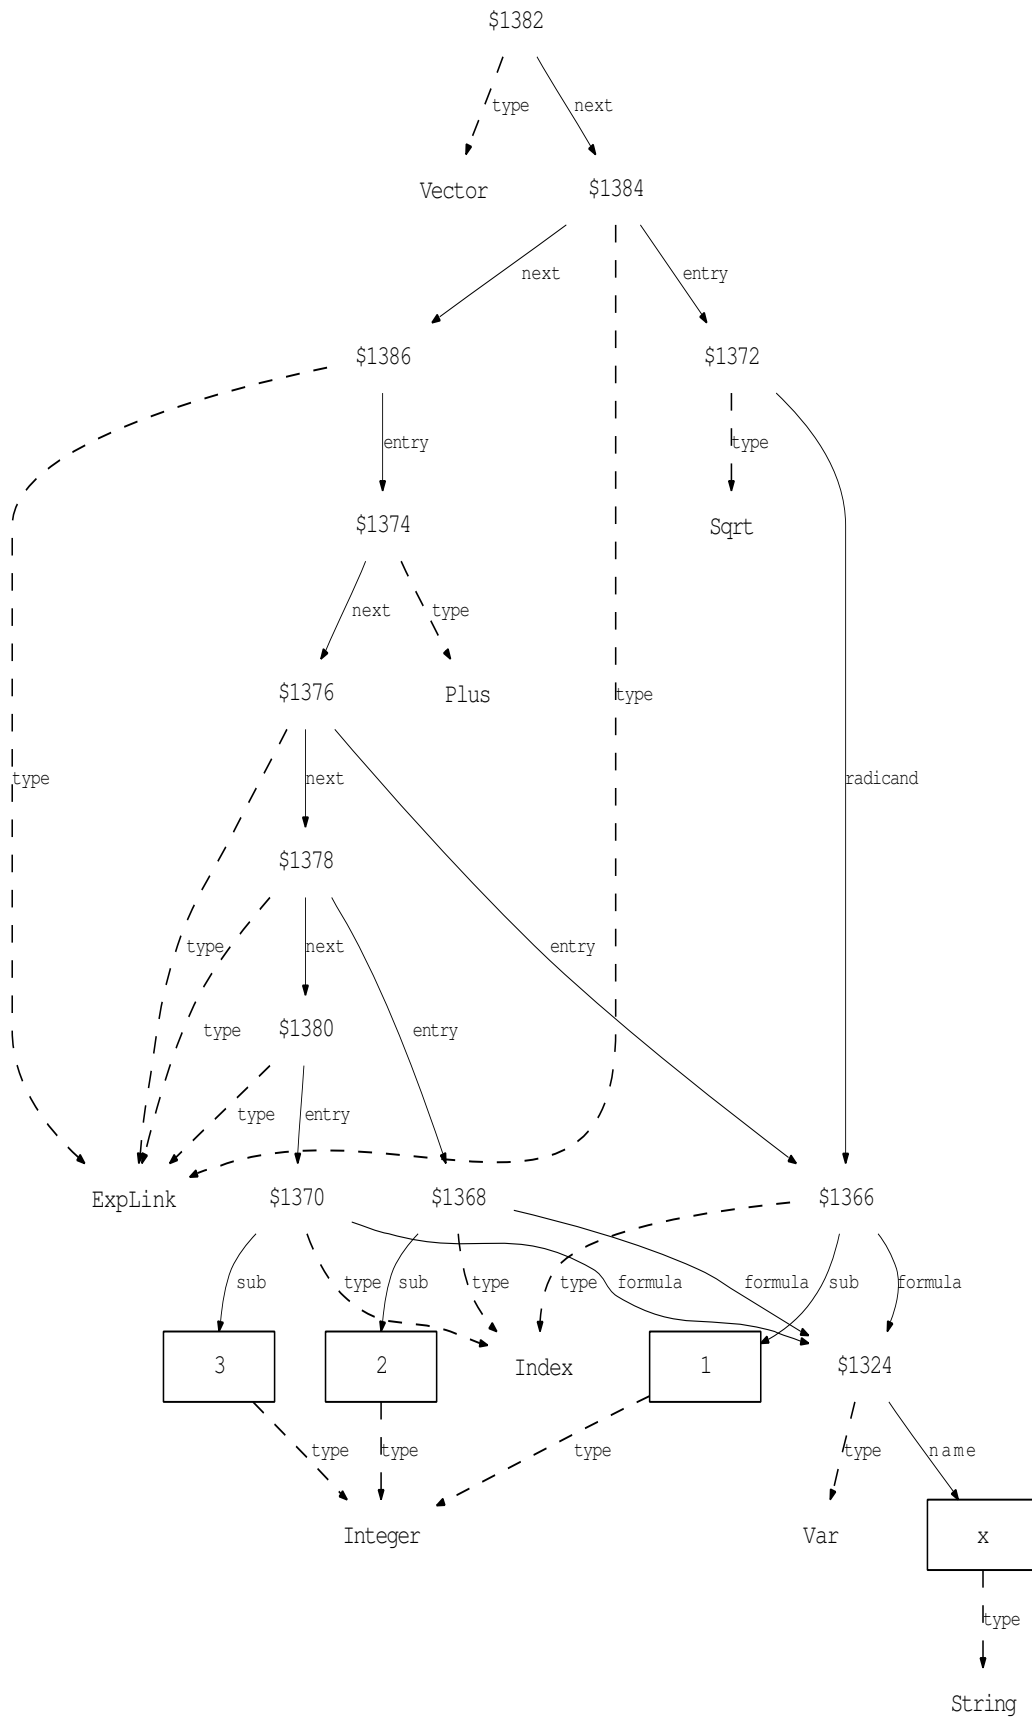 $1382
type next
Vector $1384
next entry
$1386 $1372
entry type
$1374 Sqrt
next type
$1376 Plus type
type next radicand
$1378
type next entry
type $1380 entry
type entry
ExpLink $1370 $1368 $1366
sub type sub type type formula formula sub formula
3 2 Index 1 $1324
type type type type name
Integer Var x
type
String